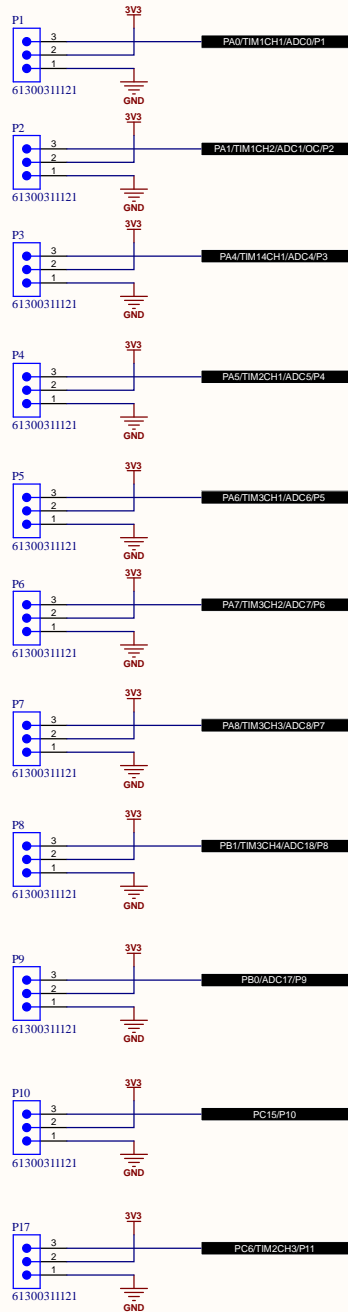 P1
3V3
3
PA0/TIM1CH1/ADC0/P1
2
1
61300311121
GND
P2
3V3
3
PA1/TIM1CH2/ADC1/OC/P2
2
1
61300311121
GND
P3
3V3
3
PA4/TIM14CH1/ADC4/P3
2
1
61300311121
GND
P4
3V3
3
PA5/TIM2CH1/ADC5/P4
2
1
61300311121
GND
P5
3V3
3
PA6/TIM3CH1/ADC6/P5
2
1
61300311121
GND
P6
3V3
3
PA7/TIM3CH2/ADC7/P6
2
1
61300311121
GND
P7
3V3
3
PA8/TIM3CH3/ADC8/P7
2
1
61300311121
GND
P8
3V3
3
PB1/TIM3CH4/ADC18/P8
2
1
61300311121
GND
P9
3V3
3
PB0/ADC17/P9
2
1
61300311121
GND
P10
3V3
3
PC15/P10
2
1
61300311121
GND
P17
3V3
3
PC6/TIM2CH3/P11
2
1
61300311121
GND